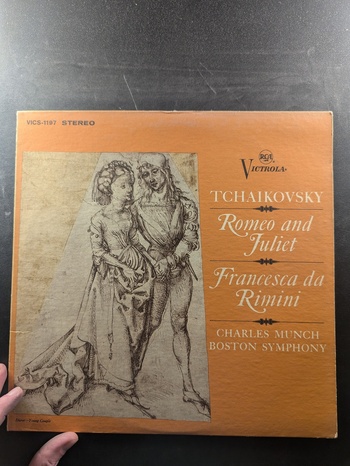 VICS-1197 STEREO
RCA
VICTROLA
TCHAIKOVSKY
Romeo and
Juliet
Francesca da
Rimini
CHARLES MUNCH
BOSTON SYMPHONY